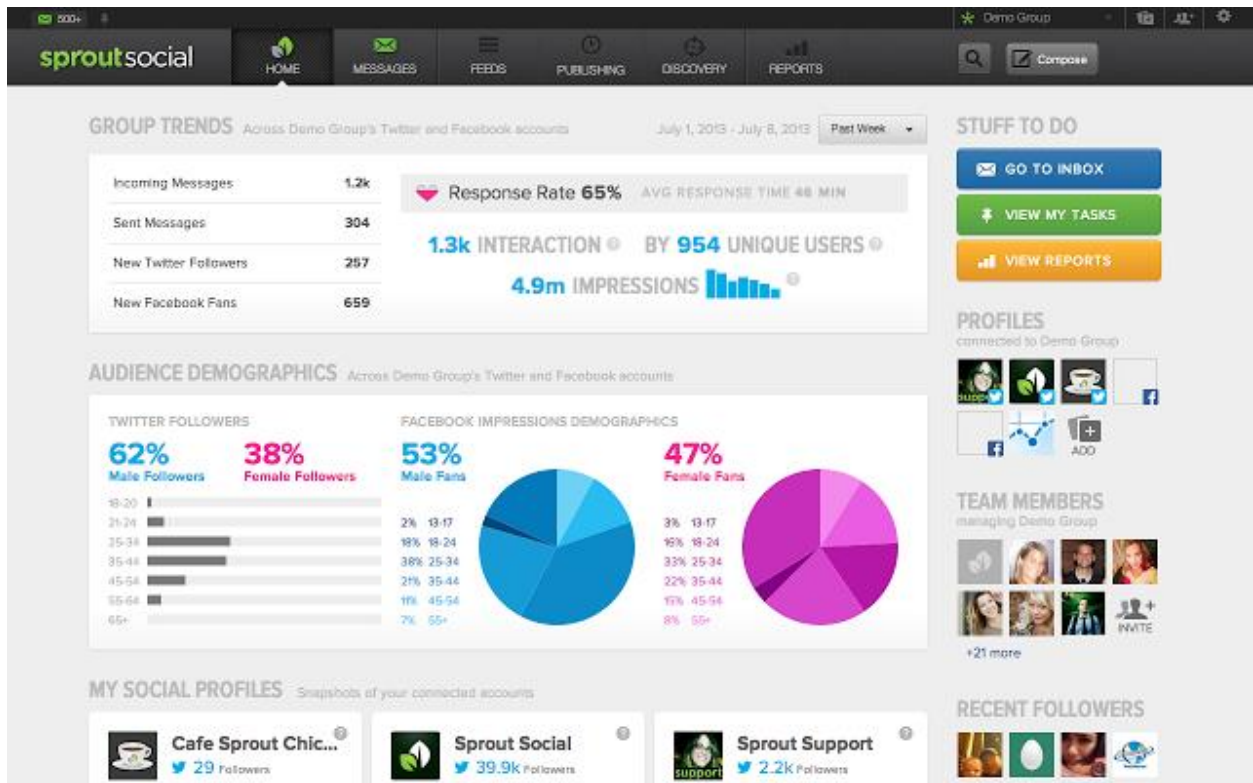 500+
Demo Group
sproutsocial
HOME
MESSAGES
FEEDS
PUBLISHING
DISCOVERY
REPORTS
Compose
GROUP TRENDS Across Demo Group's Twitter and Facebook accounts
July 1, 2013 - July 8, 2013
Past Week
Incoming Messages 1.2k
Sent Messages 304
New Twitter Followers 257
New Facebook Fans 659
Response Rate 65% AVG RESPONSE TIME 46 MIN
1.3k INTERACTION BY 954 UNIQUE USERS
4.9m IMPRESSIONS
STUFF TO DO
GO TO INBOX
VIEW MY TASKS
VIEW REPORTS
PROFILES
connected to Demo Group
ADD
AUDIENCE DEMOGRAPHICS Across Demo Group's Twitter and Facebook accounts
TWITTER FOLLOWERS
62%
Male Followers
38%
Female Followers
18-20
21-24
25-34
35-44
45-54
55-64
65+
FACEBOOK IMPRESSIONS DEMOGRAPHICS
53%
Male Fans
2% 13-17
18% 18-24
38% 25-34
21% 35-44
11% 45-54
7% 55+
47%
Female Fans
3% 13-17
16% 18-24
33% 25-34
22% 35-44
15% 45-54
8% 55+
TEAM MEMBERS
managing Demo Group
INVITE
+21 more
MY SOCIAL PROFILES Snapshots of your connected accounts
Cafe Sprout Chic...
29 Followers
Sprout Social
39.9k Followers
Sprout Support
2.2k Followers
support
RECENT FOLLOWERS